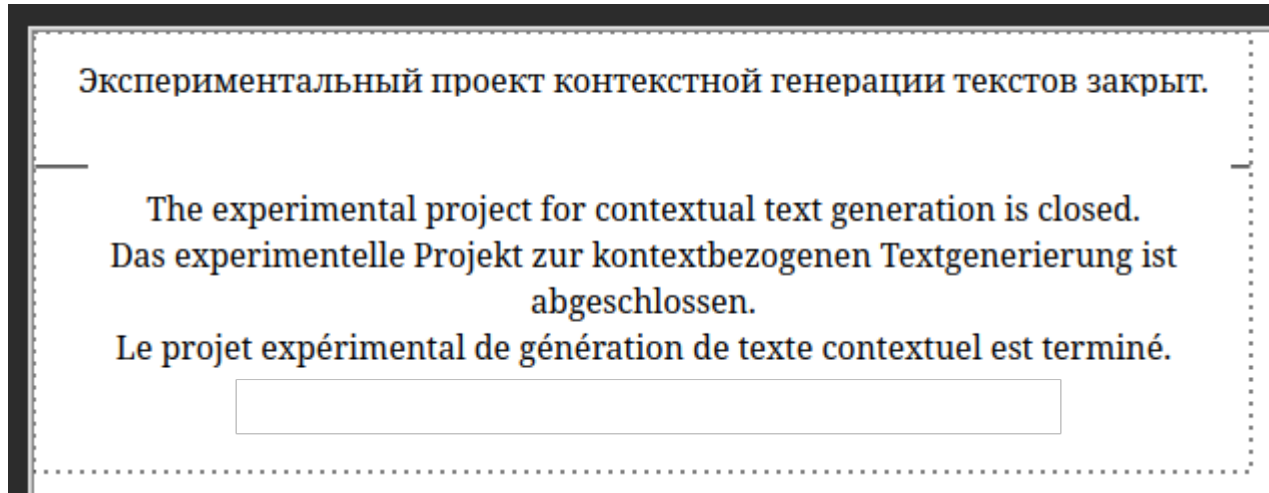 Экспериментальный проект контекстной генерации текстов закрыт.
The experimental project for contextual text generation is closed.
Das experimentelle Projekt zur kontextbezogenen Textgenerierung ist
abgeschlossen.
Le projet expérimental de génération de texte contextuel est terminé.